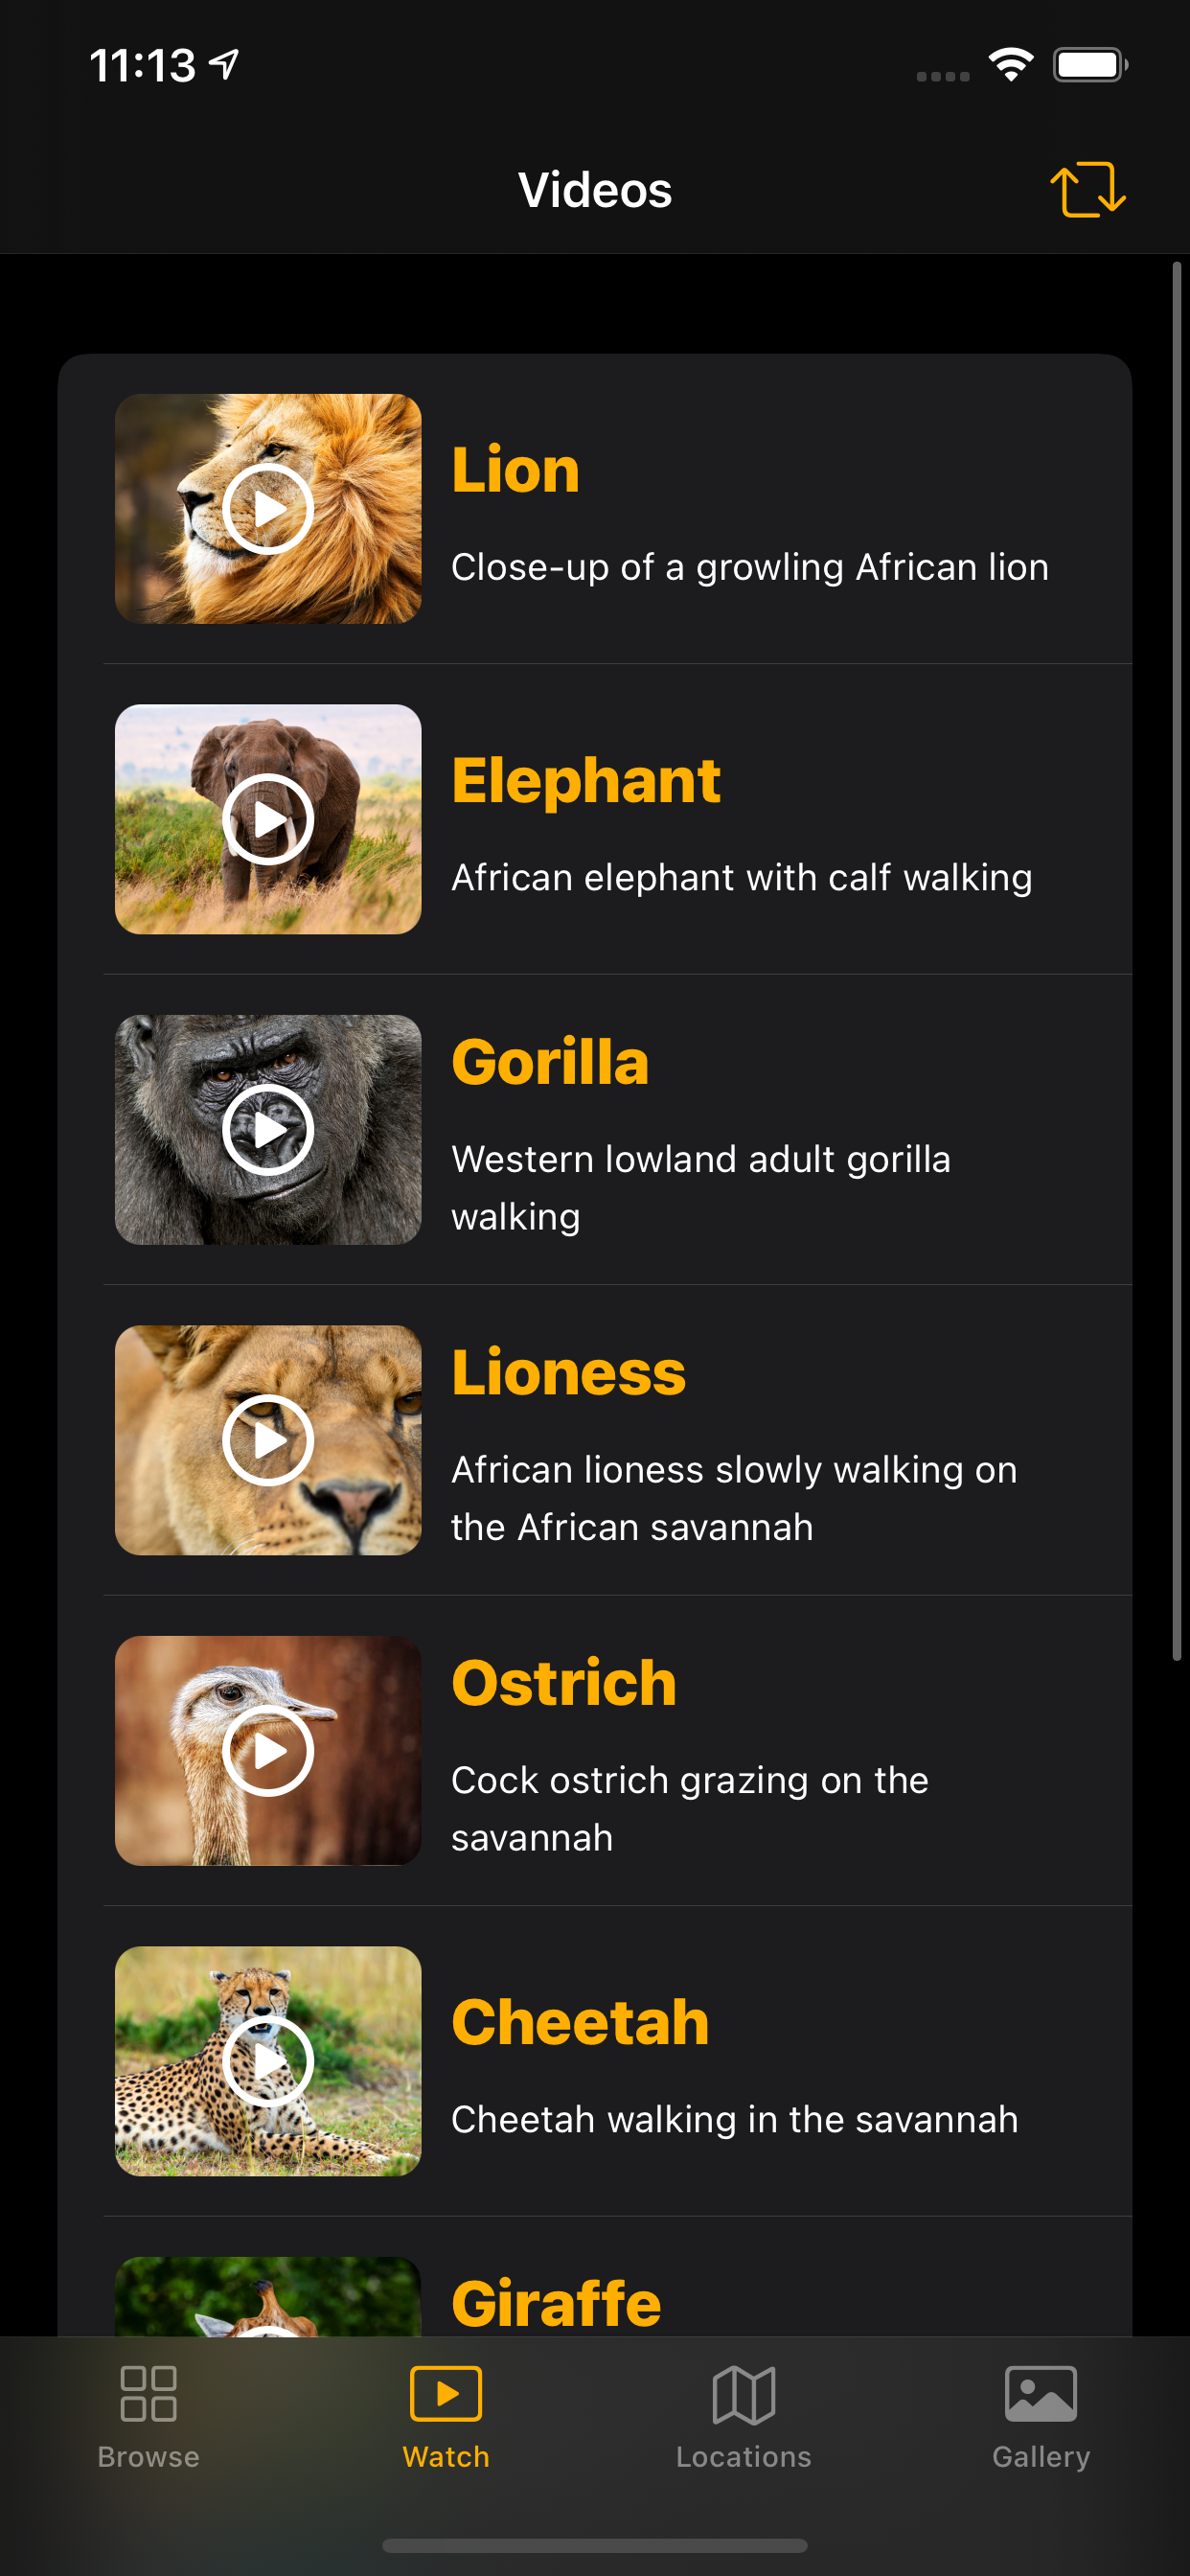 11:13
Videos
Lion
Close-up of a growling African lion
Elephant
African elephant with calf walking
Gorilla
Western lowland adult gorilla
walking
Lioness
African lioness slowly walking on
the African savannah
Ostrich
Cock ostrich grazing on the
savannah
Cheetah
Cheetah walking in the savannah
Giraffe
Browse
Watch
Locations
Gallery